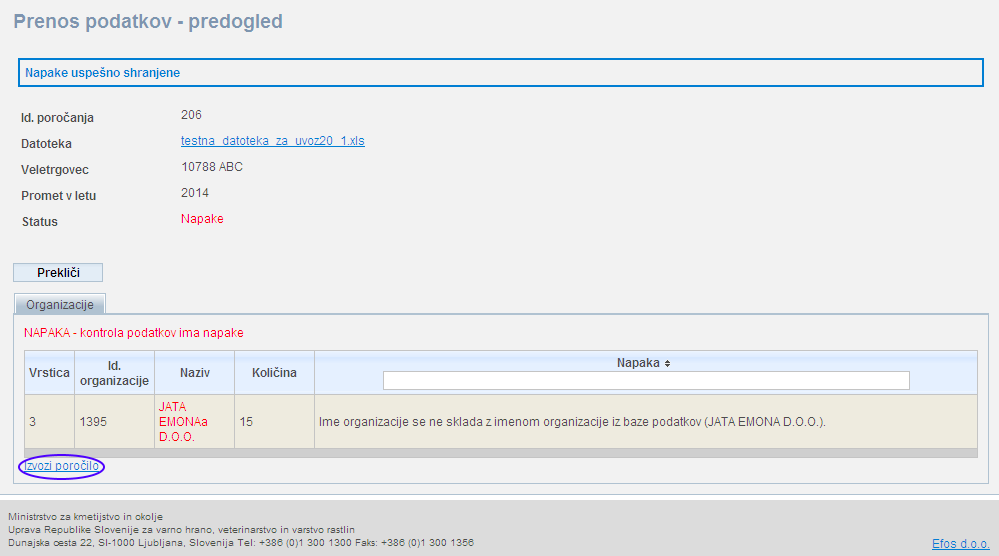 Prenos podatkov - predogled
Napake uspešno shranjene
Id. poročanja 206
Datoteka testna_datoteka_za_uvoz20_1.xls
Veletrgovec 10788 ABC
Promet v letu 2014
Status Napake
Prekliči
Organizacije
NAPAKA - kontrola podatkov ima napake
Vrstica Id. organizacije Naziv Količina Napaka
3 1395 JATA EMONAa D.O.O. 15 Ime organizacije se ne sklada z imenom organizacije iz baze podatkov (JATA EMONA D.O.O.).
Izvozi poročilo
Ministrstvo za kmetijstvo in okolje
Uprava Republike Slovenije za varno hrano, veterinarstvo in varstvo rastlin
Dunajska cesta 22, SI-1000 Ljubljana, Slovenija Tel: +386 (0)1 300 1300 Faks: +386 (0)1 300 1356
Efos d.o.o.